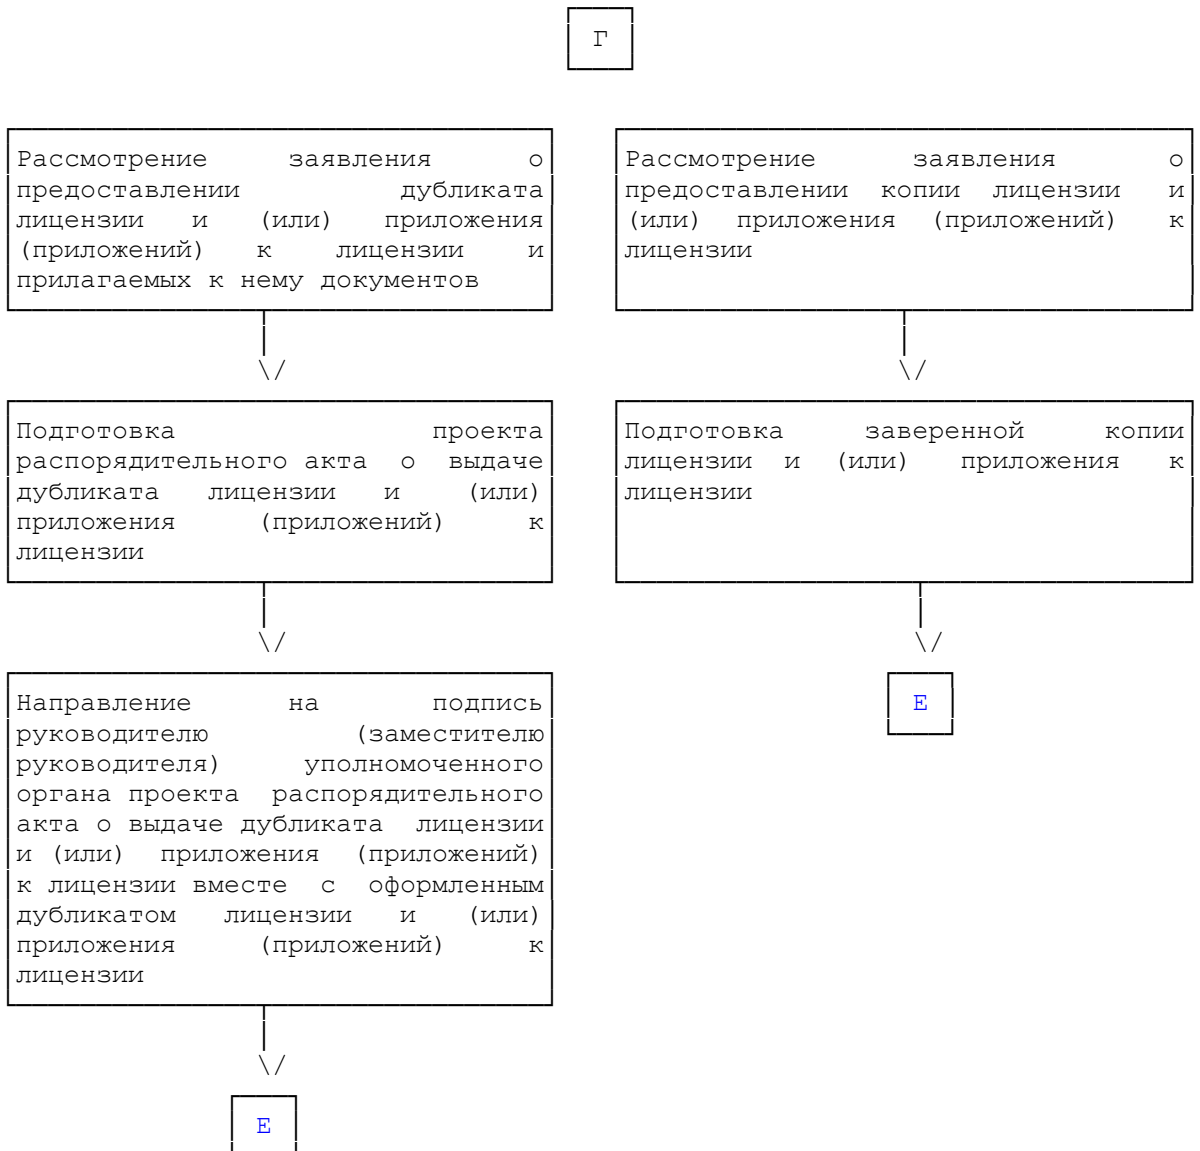 Г
Рассмотрение заявления о
предоставлении дубликата
лицензии и (или) приложения
(приложений) к лицензии и
прилагаемых к нему документов
Рассмотрение заявления о
предоставлении копии лицензии и
(или) приложения (приложений) к
лицензии
Подготовка проекта
распорядительного акта о выдаче
дубликата лицензии и (или)
приложения (приложений) к
лицензии
Подготовка заверенной копии
лицензии и (или) приложения к
лицензии
Направление на подпись
руководителю (заместителю
руководителя) уполномоченного
органа проекта распорядительного
акта о выдаче дубликата лицензии
и (или) приложения (приложений)
к лицензии вместе с оформленным
дубликатом лицензии и (или)
приложения (приложений) к
лицензии
Е
Е